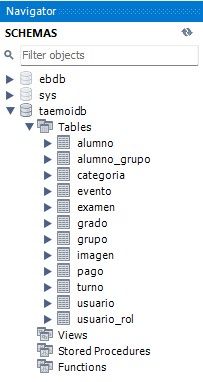 Navigator
SCHEMAS
Filter objects
ebdb
sys
taemoidb
Tables
alumno
alumno_grupo
categoria
evento
examen
grado
grupo
imagen
pago
turno
usuario
usuario_rol
Views
Stored Procedures
Functions